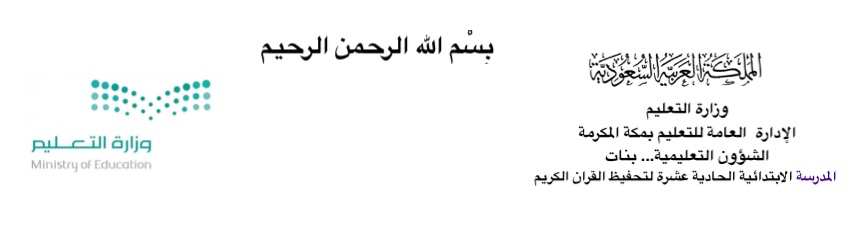 بِسْم الله الرحمن الرحيم
المملكة العربية السعودية
وزارة التعليم
الإدارة العامة للتعليم بمكة المكرمة
الشؤون التعليمية... بنات
المدرسة الابتدائية الحادية عشرة لتحفيظ القران الكريم
وزارة التعليم
Ministry of Education